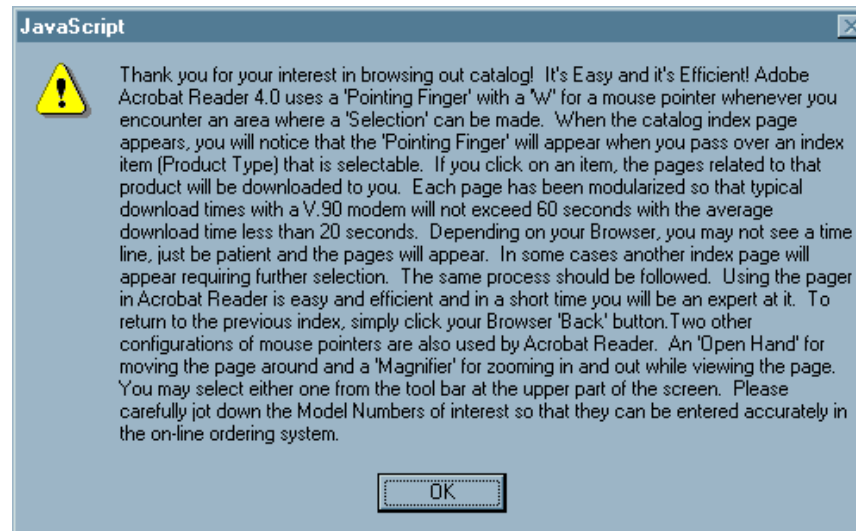 JavaScript
Thank you for your interest in browsing out catalog!  It's Easy and it's Efficient! Adobe
Acrobat Reader 4.0 uses a 'Pointing Finger' with a 'W' for a mouse pointer whenever you
encounter an area where a 'Selection' can be made.  When the catalog index page
appears, you will notice that the 'Pointing Finger' will appear when you pass over an index
item (Product Type) that is selectable.  If you click on an item, the pages related to that
product will be downloaded to you.  Each page has been modularized so that typical
download times with a V.90 modem will not exceed 60 seconds with the average
download time less than 20 seconds.  Depending on your Browser, you may not see a time
line, just be patient and the pages will appear.  In some cases another index page will
appear requiring further selection.  The same process should be followed.  Using the pager
in Acrobat Reader is easy and efficient and in a short time you will be an expert at it.  To
return to the previous index, simply click your Browser 'Back' button.Two other
configurations of mouse pointers are also used by Acrobat Reader.  An 'Open Hand' for
moving the page around and a 'Magnifier' for zooming in and out while viewing the page.
You may select either one from the tool bar at the upper part of the screen.  Please
carefully jot down the Model Numbers of interest so that they can be entered accurately in
the on-line ordering system.
OK